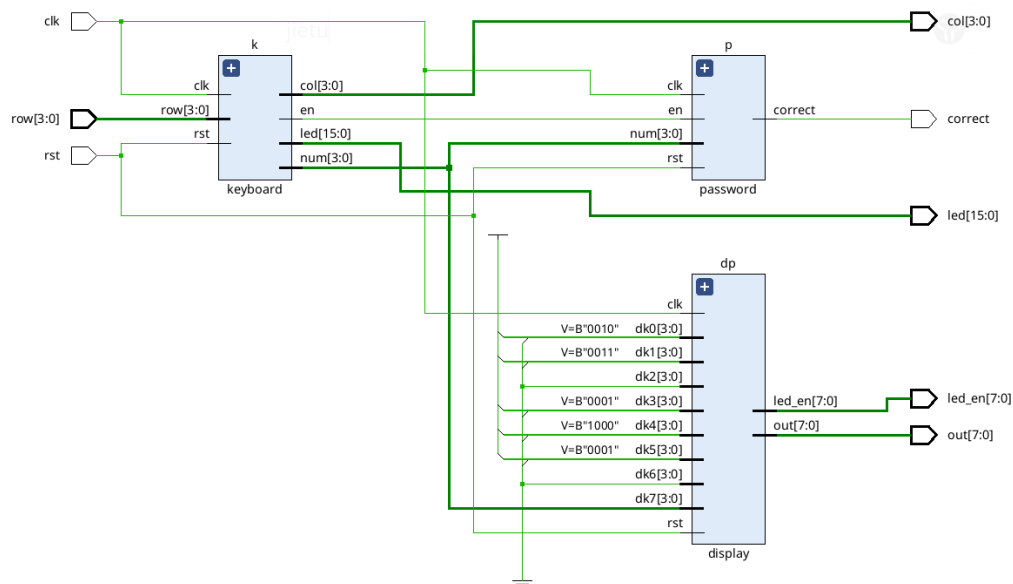 clk
jietu
k
p
col[3:0]
clk
col[3:0]
clk
row[3:0]
row[3:0]
en
en
correct
correct
rst
led[15:0]
num[3:0]
rst
num[3:0]
rst
keyboard
password
led[15:0]
dp
clk
V=B"0010" dk0[3:0]
V=B"0011" dk1[3:0]
dk2[3:0]
V=B"0001" dk3[3:0]
led_en[7:0]
led_en[7:0]
V=B"1000" dk4[3:0]
out[7:0]
out[7:0]
V=B"0001" dk5[3:0]
dk6[3:0]
dk7[3:0]
rst
display